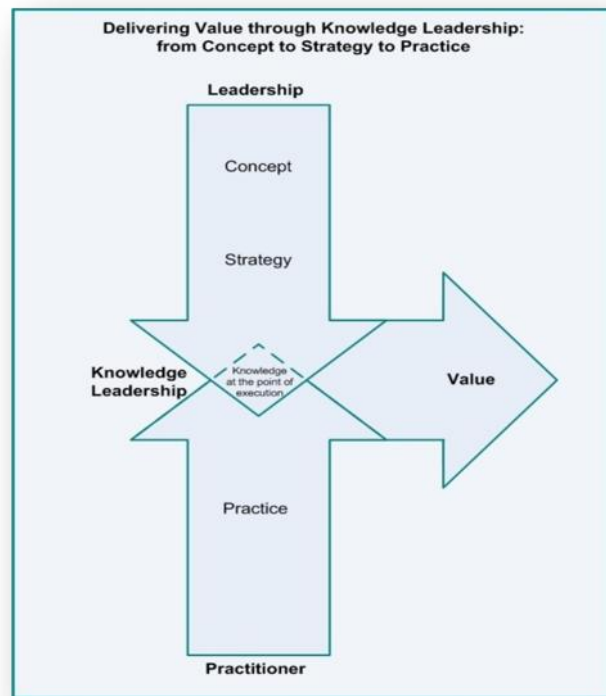 Delivering Value through Knowledge Leadership:
from Concept to Strategy to Practice
Leadership
Concept
Strategy
Knowledge
Leadership
Knowledge
at the point of
execution
Value
Practice
Practitioner